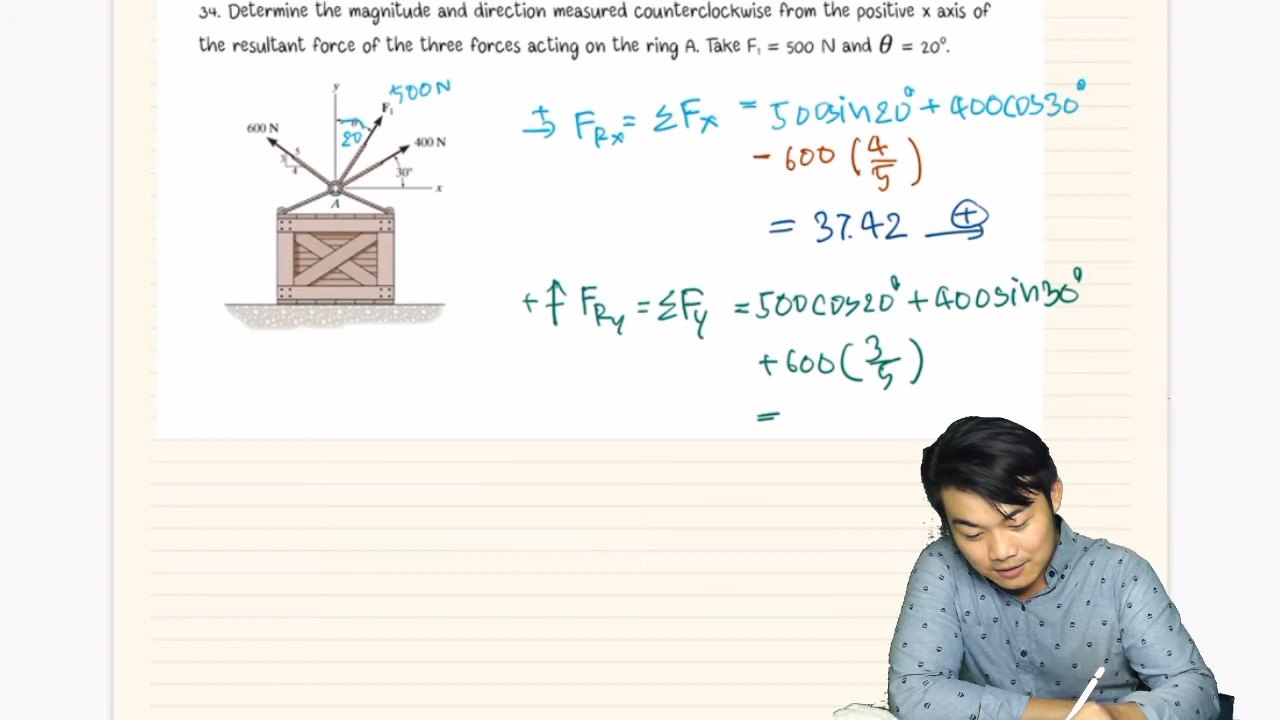 34. Determine the magnitude and direction measured counterclockwise from the positive x axis of
the resultant force of the three forces acting on the ring A. Take F₁ = 500 N and θ = 20°.
y
500N
F₁
θ
20°
600 N
400 N
5
3
4
30°
x
A
→+ F_Rx = ΣFx = 500sin20° + 400cos30°
- 600 (4/5)
= 37.42 →+
+↑ F_Ry = ΣFy = 500cos20° + 400sin30°
+ 600 (3/5)
=